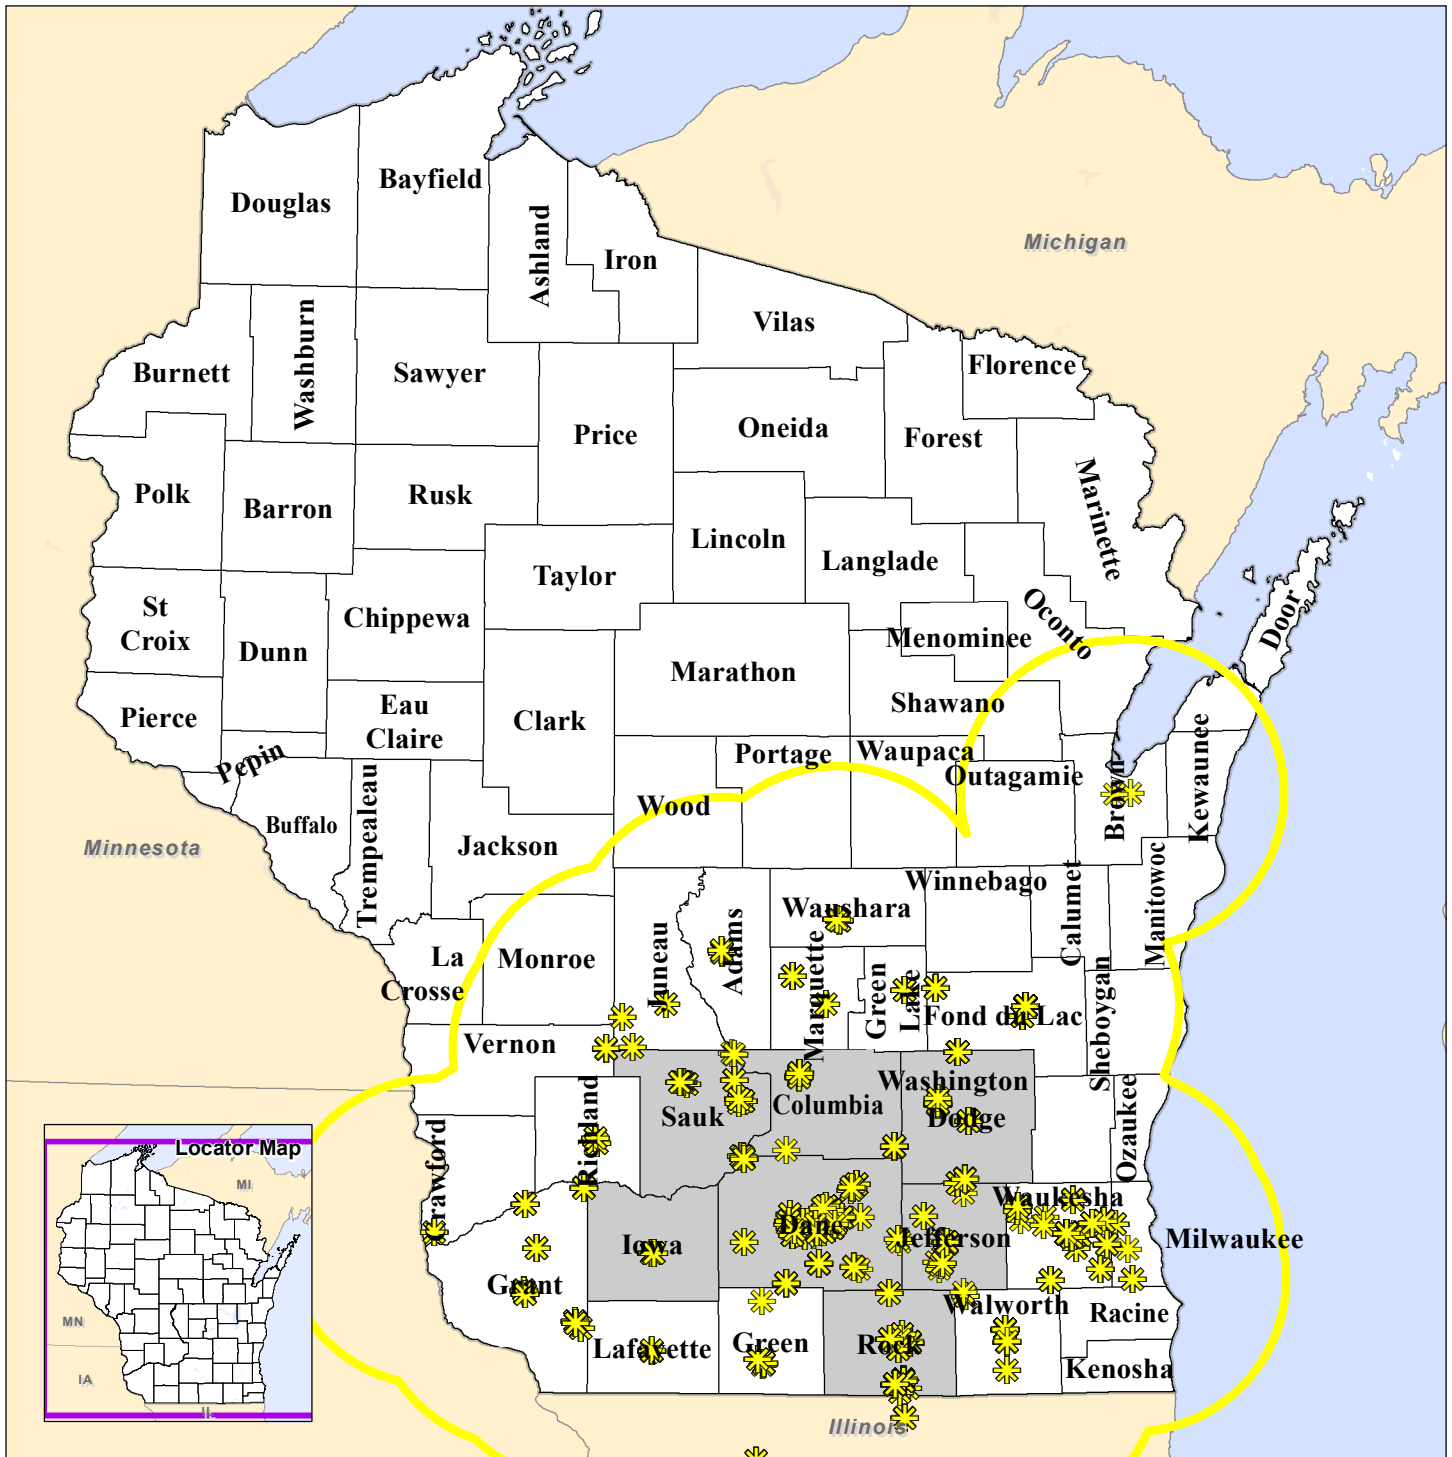 Bayfield
Douglas
Ashland
Iron
Michigan
Vilas
Washburn
Burnett
Sawyer
Florence
Price
Oneida
Forest
Polk
Barron
Rusk
Marinette
Lincoln
Langlade
Taylor
St
Croix
Chippewa
Dunn
Oconto
Door
Menominee
Marathon
Shawano
Pierce
Eau
Claire
Clark
Pepin
Portage
Waupaca
Outagamie
Brown
Kewaunee
Wood
Buffalo
Trempealeau
Jackson
Minnesota
Winnebago
Calumet
Manitowoc
Waushara
Juneau
Adams
Marquette
Green
Lake
La
Crosse
Monroe
Fond du Lac
Sheboygan
Vernon
Washington
Dodge
Ozaukee
Columbia
Sauk
Richland
Crawford
Locator Map
MI
MN
IA
IL
Waukesha
Dane
Jefferson
Milwaukee
Iowa
Grant
Walworth
Racine
Lafayette
Green
Rock
Kenosha
Illinois